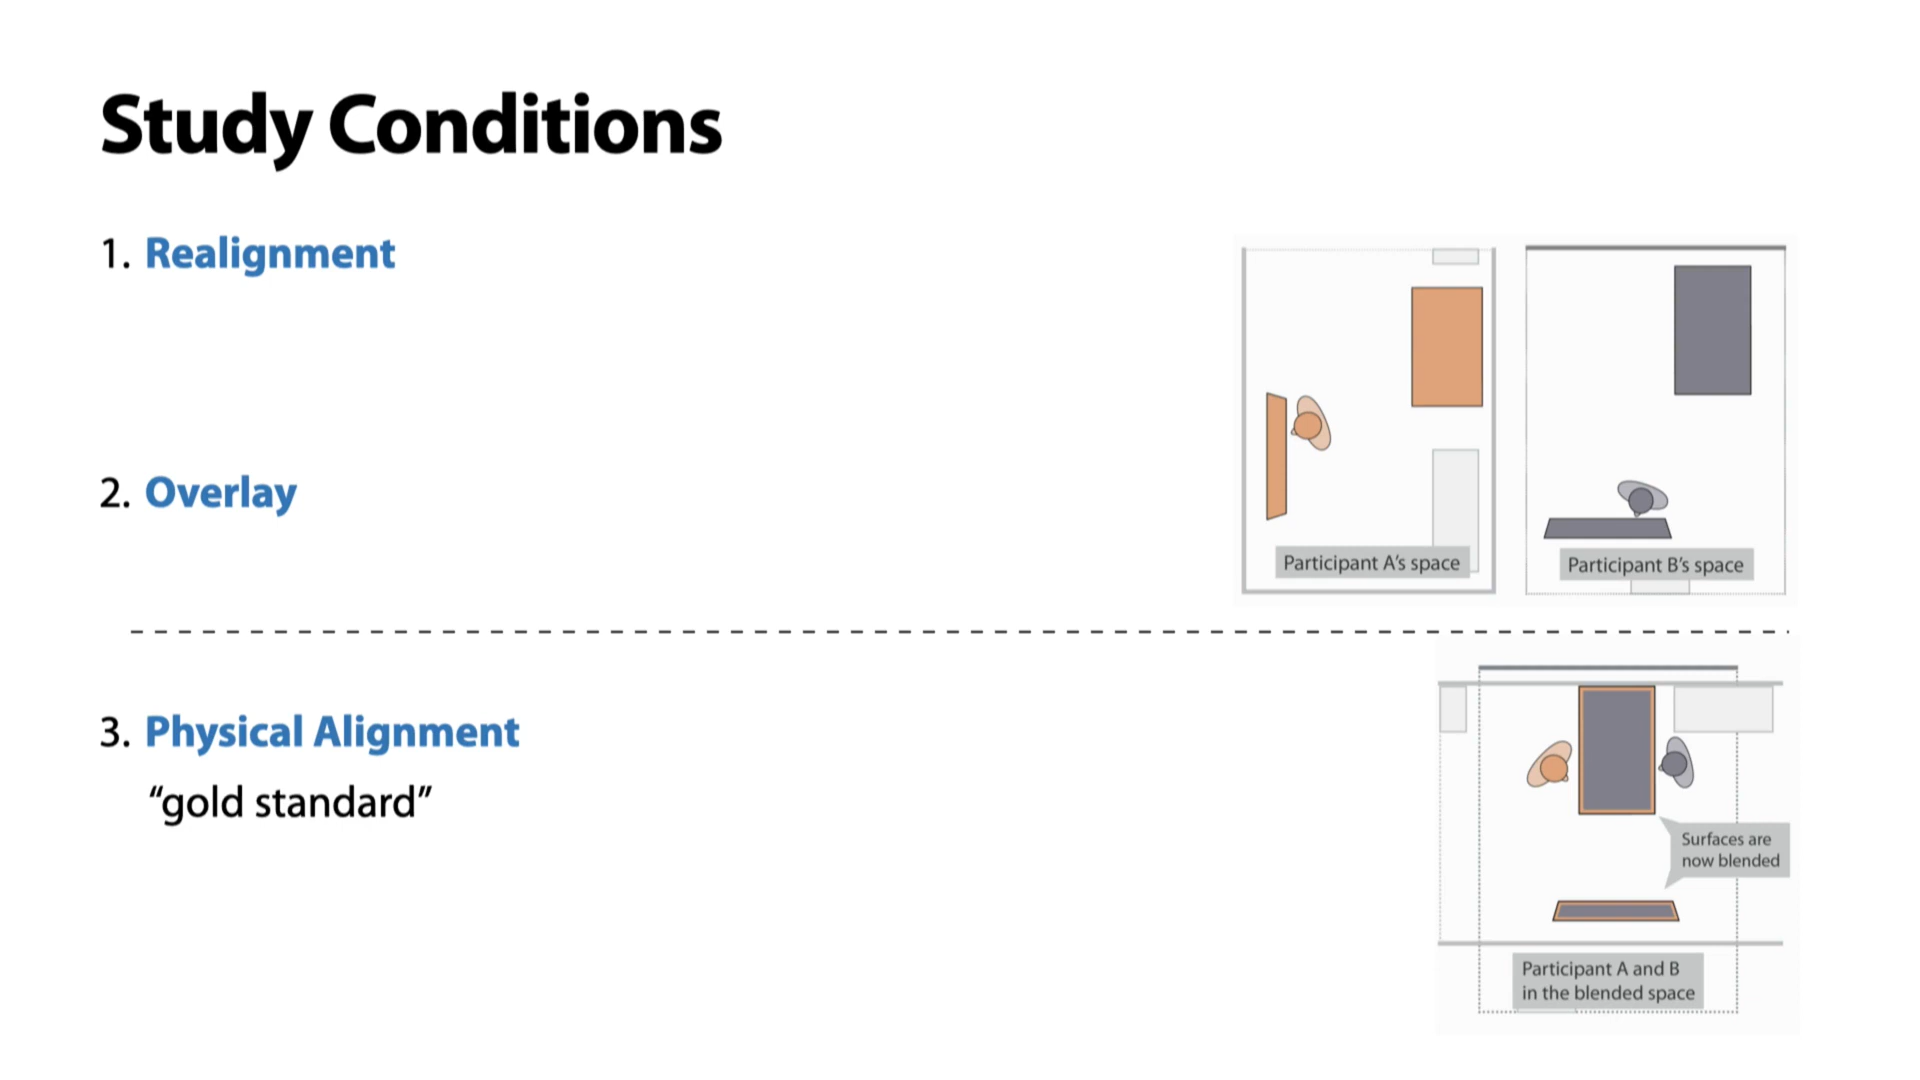 Study Conditions
1. Realignment
2. Overlay
Participant A's space
Participant B's space
3. Physical Alignment
“gold standard”
Surfaces are
now blended
Participant A and B
in the blended space